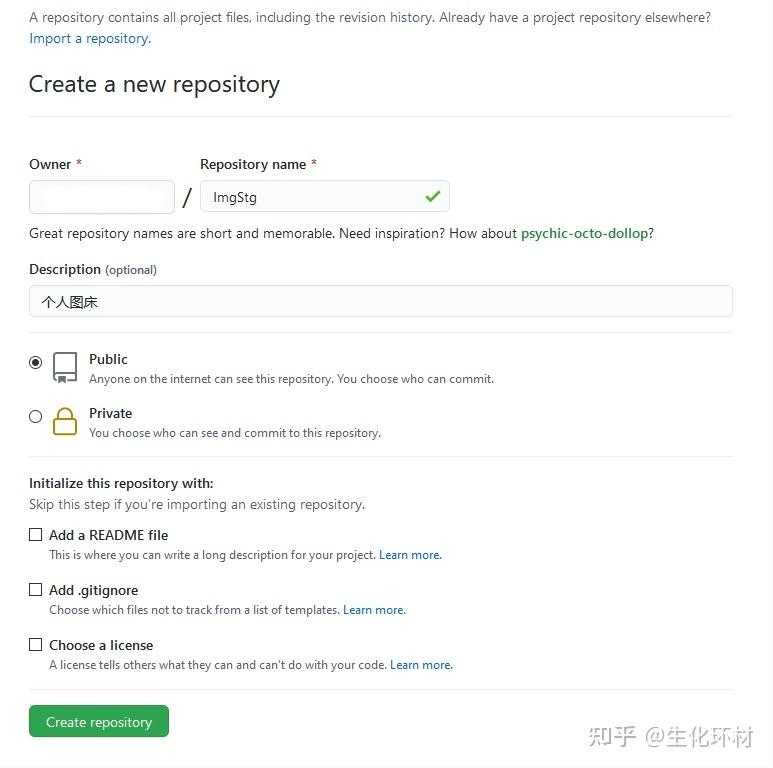 A repository contains all project files, including the revision history. Already have a project repository elsewhere?
Import a repository.
Create a new repository
Owner *
Repository name *
/
ImgStg
Great repository names are short and memorable. Need inspiration? How about psychic-octo-dollop?
Description (optional)
个人图床
Public
Anyone on the internet can see this repository. You choose who can commit.
Private
You choose who can see and commit to this repository.
Initialize this repository with:
Skip this step if you're importing an existing repository.
Add a README file
This is where you can write a long description for your project. Learn more.
Add .gitignore
Choose which files not to track from a list of templates. Learn more.
Choose a license
A license tells others what they can and can't do with your code. Learn more.
Create repository
知乎 @生化环材